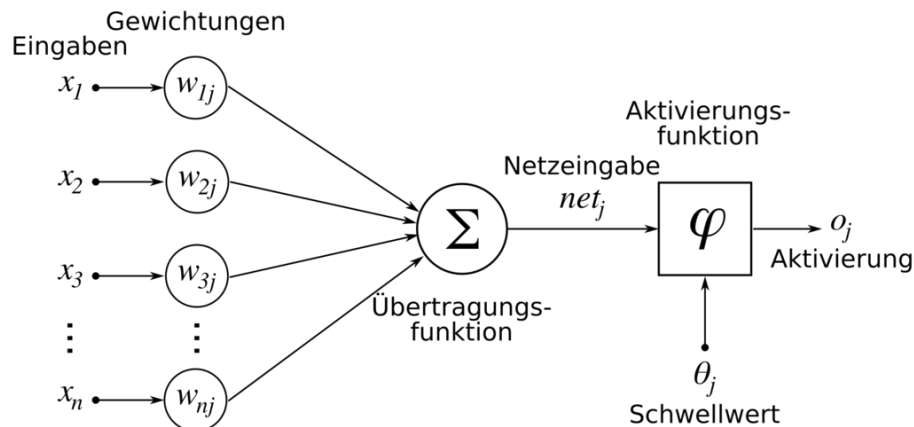 Gewichtungen
Eingaben
x₁
w₁ⱼ
x₂
w₂ⱼ
x₃
w₃ⱼ
⋮ ⋮
xₙ
wₙⱼ
Σ
Übertragungs-
funktion
Netzeingabe
netⱼ
Aktivierungs-
funktion
φ
oⱼ
Aktivierung
θⱼ
Schwellwert